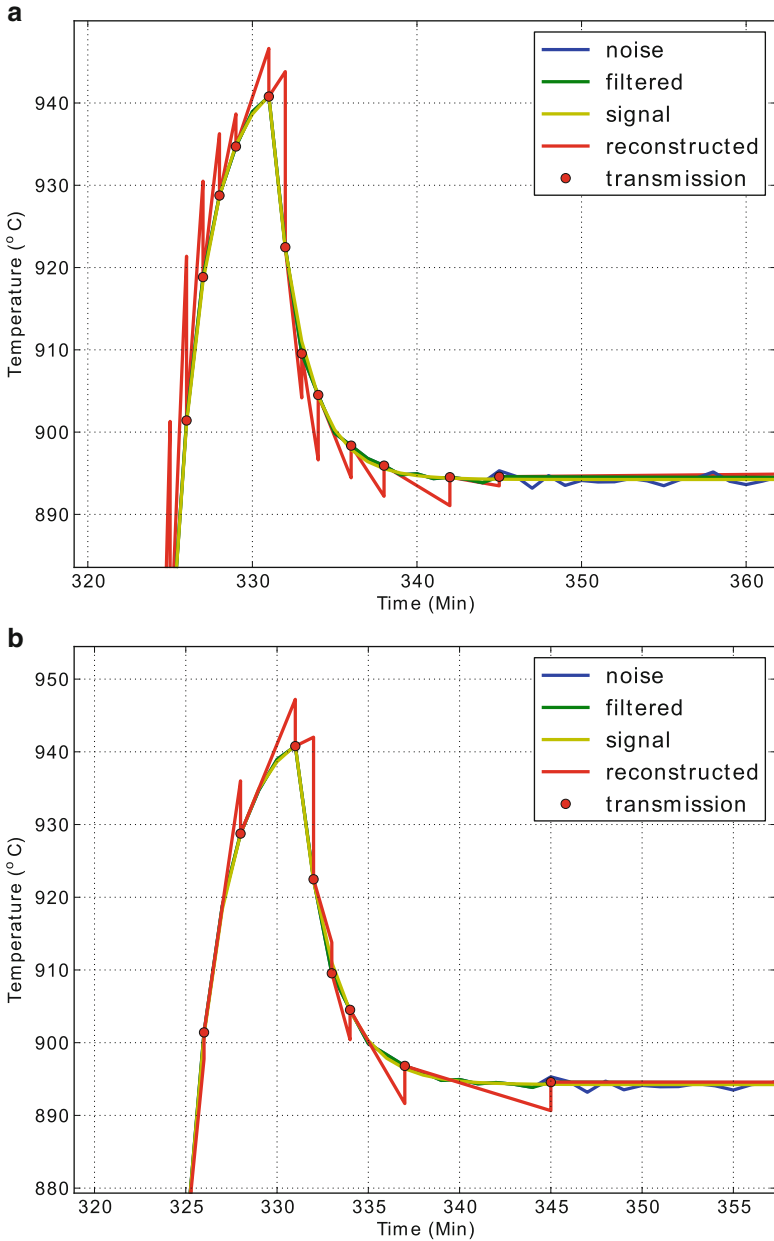 a
noise
filtered
signal
reconstructed
transmission
Temperature (° C)
940
930
920
910
900
890
320
330
340
350
360
Time (Min)
b
noise
filtered
signal
reconstructed
transmission
Temperature (° C)
950
940
930
920
910
900
890
880
320
325
330
335
340
345
350
355
Time (Min)